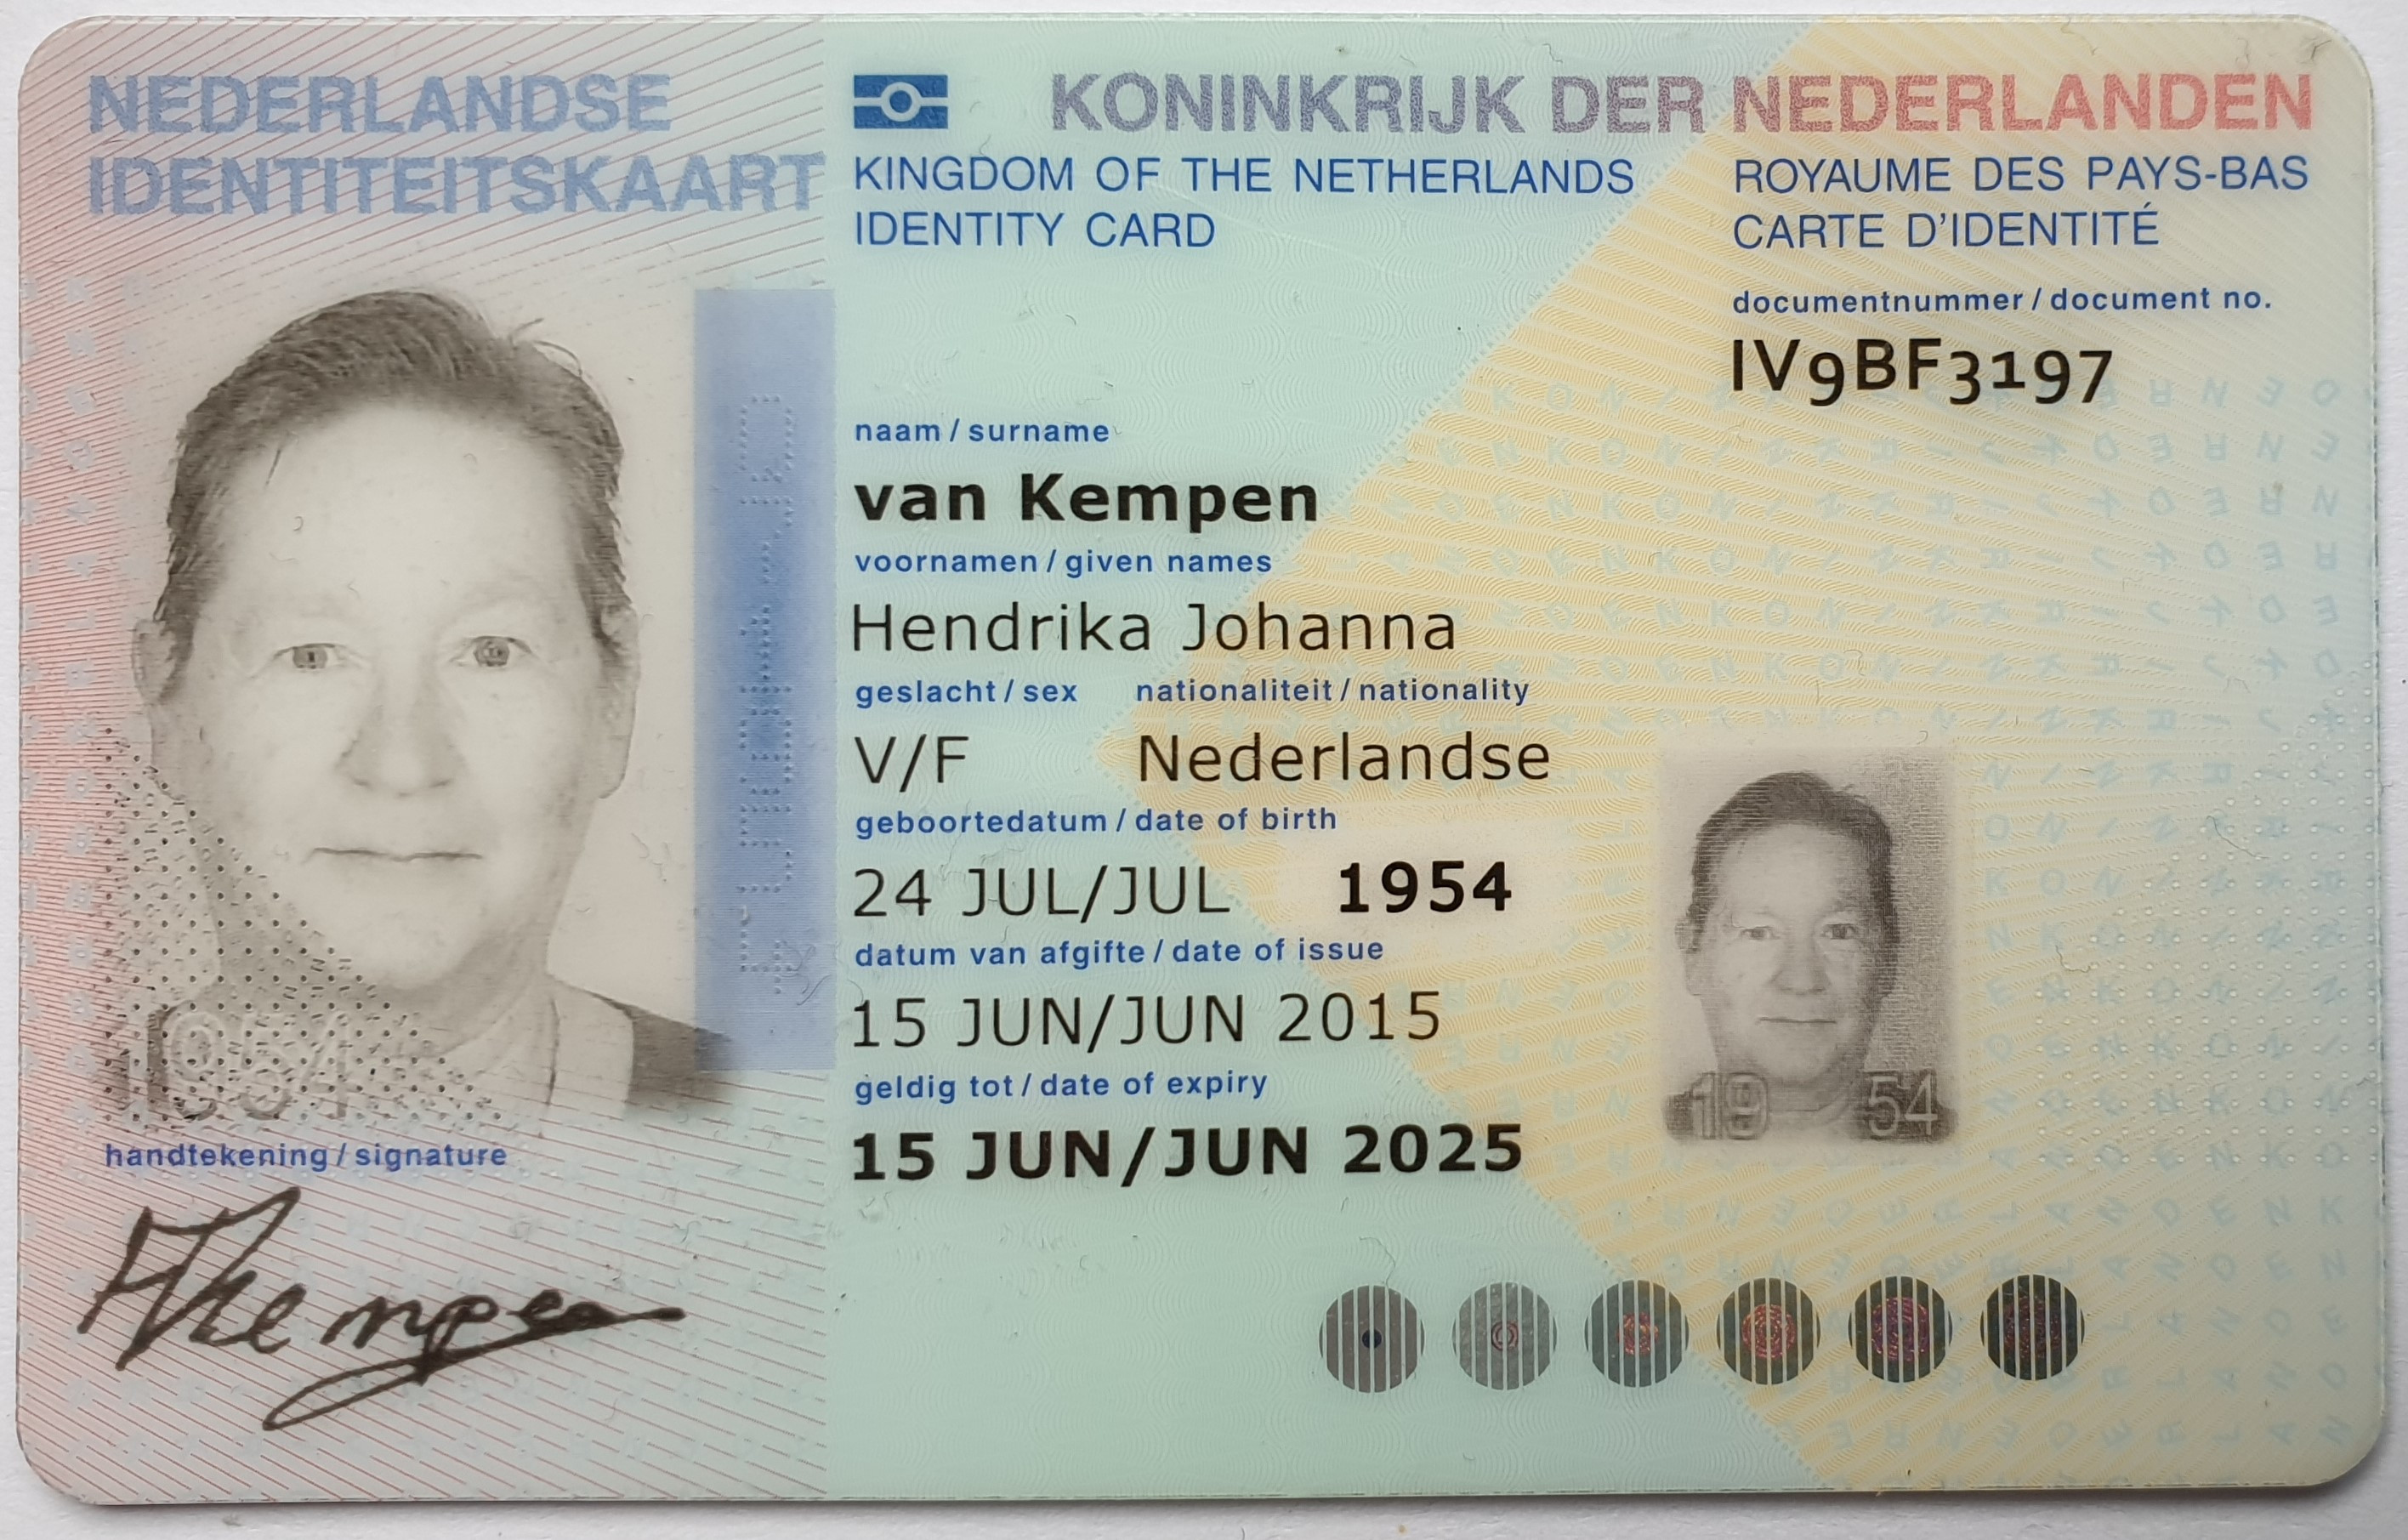 NEDERLANDSE
IDENTITEITSKAART
KONINKRIJK DER NEDERLANDEN
KINGDOM OF THE NETHERLANDS
IDENTITY CARD
ROYAUME DES PAYS-BAS
CARTE D'IDENTITÉ
documentnummer / document no.
IV9BF3197
naam / surname
van Kempen
voornamen / given names
Hendrika Johanna
geslacht / sex nationaliteit / nationality
V/F Nederlandse
geboortedatum / date of birth
24 JUL/JUL 1954
datum van afgifte / date of issue
15 JUN/JUN 2015
geldig tot / date of expiry
15 JUN/JUN 2025
1954
19 54
handtekening / signature
Kempen